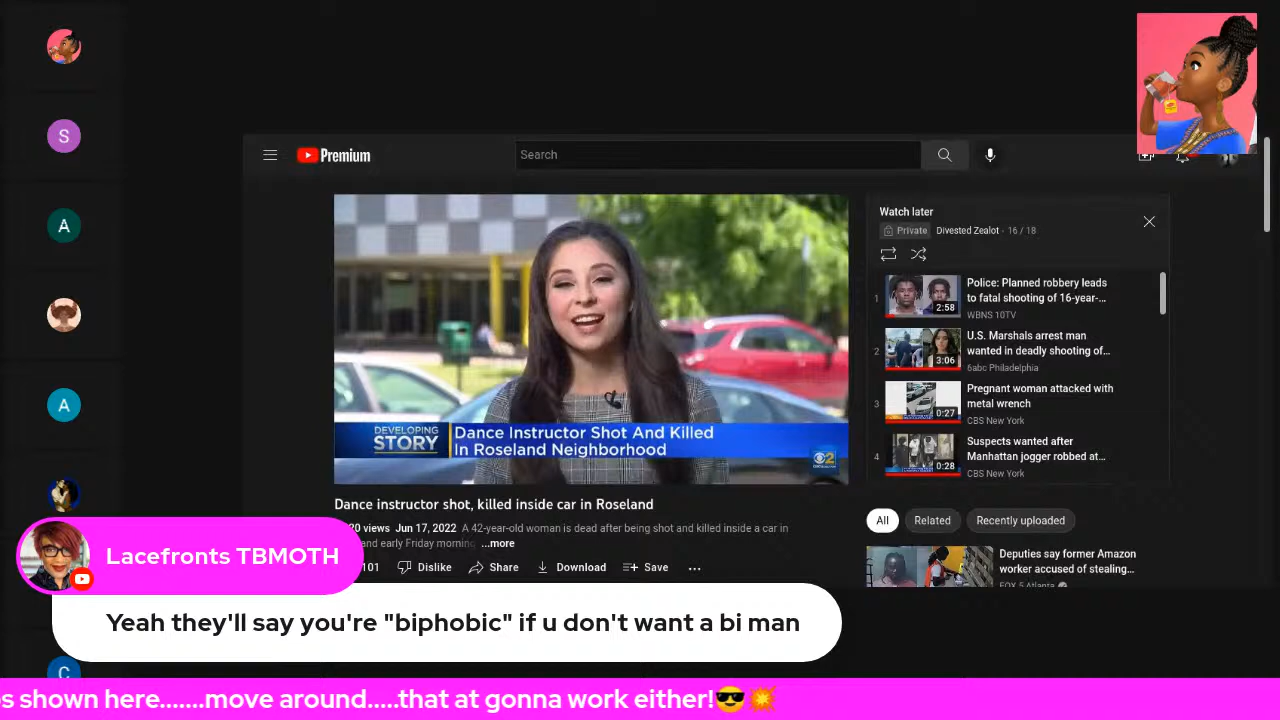 S
A
A
C
Premium
Search
DEVELOPING
STORY
Dance Instructor Shot And Killed
In Roseland Neighborhood
2
Dance instructor shot, killed inside car in Roseland
20 views Jun 17, 2022 A 42-year-old woman is dead after being shot and killed inside a car in
and early Friday morning ...more
101 Dislike Share Download Save ...
Watch later
Private Divested Zealot · 16 / 18
1
2:58
Police: Planned robbery leads
to fatal shooting of 16-year-...
WBNS 10TV
2
3:06
U.S. Marshals arrest man
wanted in deadly shooting of...
6abc Philadelphia
3
0:27
Pregnant woman attacked with
metal wrench
CBS New York
4
0:28
Suspects wanted after
Manhattan jogger robbed at...
CBS New York
All Related Recently uploaded
Deputies say former Amazon
worker accused of stealing...
FOX 5 Atlanta
Lacefronts TBMOTH
Yeah they'll say you're "biphobic" if u don't want a bi man
s shown here.......move around.....that at gonna work either!😎💥